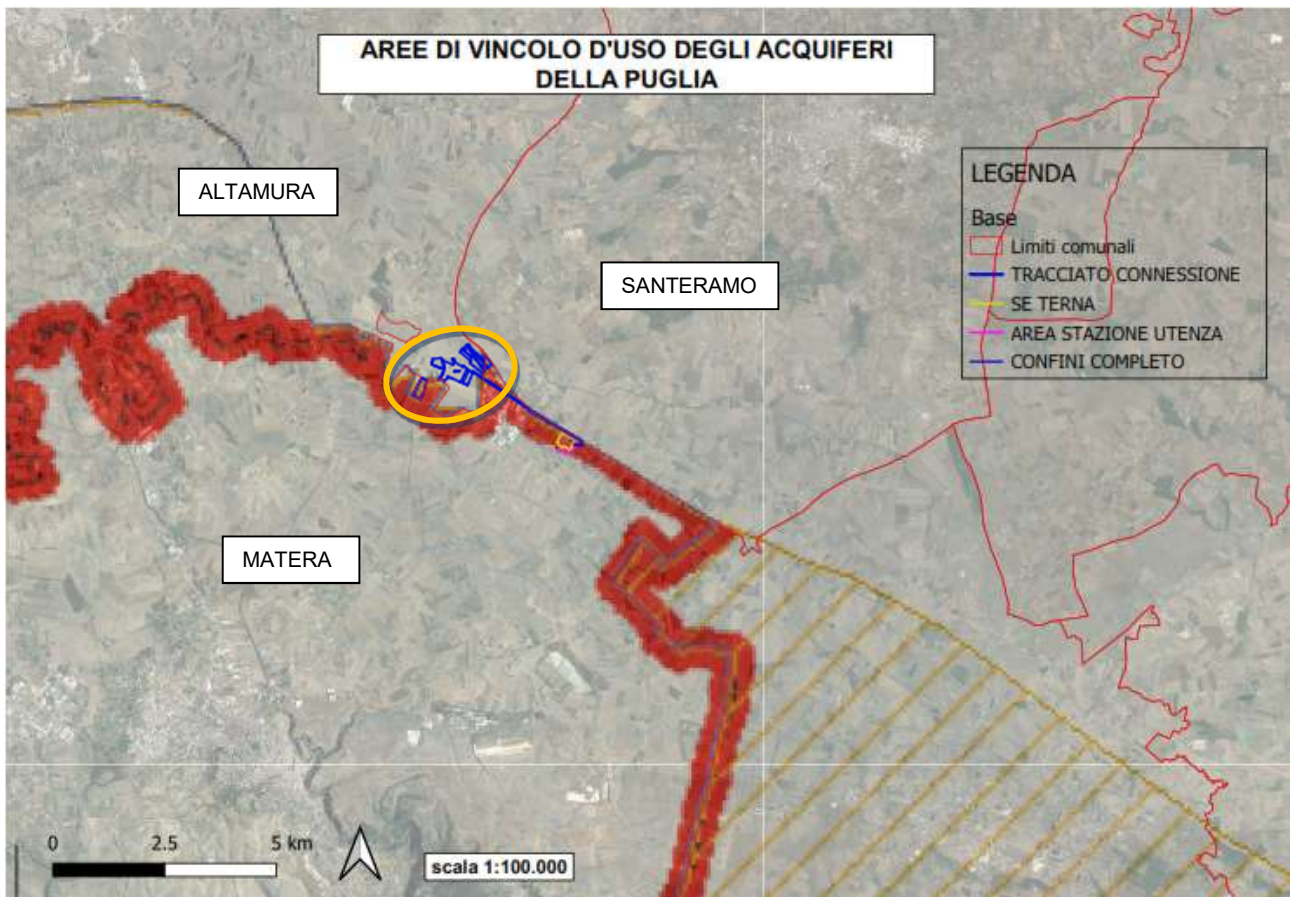 AREE DI VINCOLO D'USO DEGLI ACQUIFERI
DELLA PUGLIA
ALTAMURA
SANTERAMO
MATERA
LEGENDA
Base
Limiti comunali
TRACCIATO CONNESSIONE
SE TERNA
AREA STAZIONE UTENZA
CONFINI COMPLETO
0 2.5 5 km
scala 1:100.000